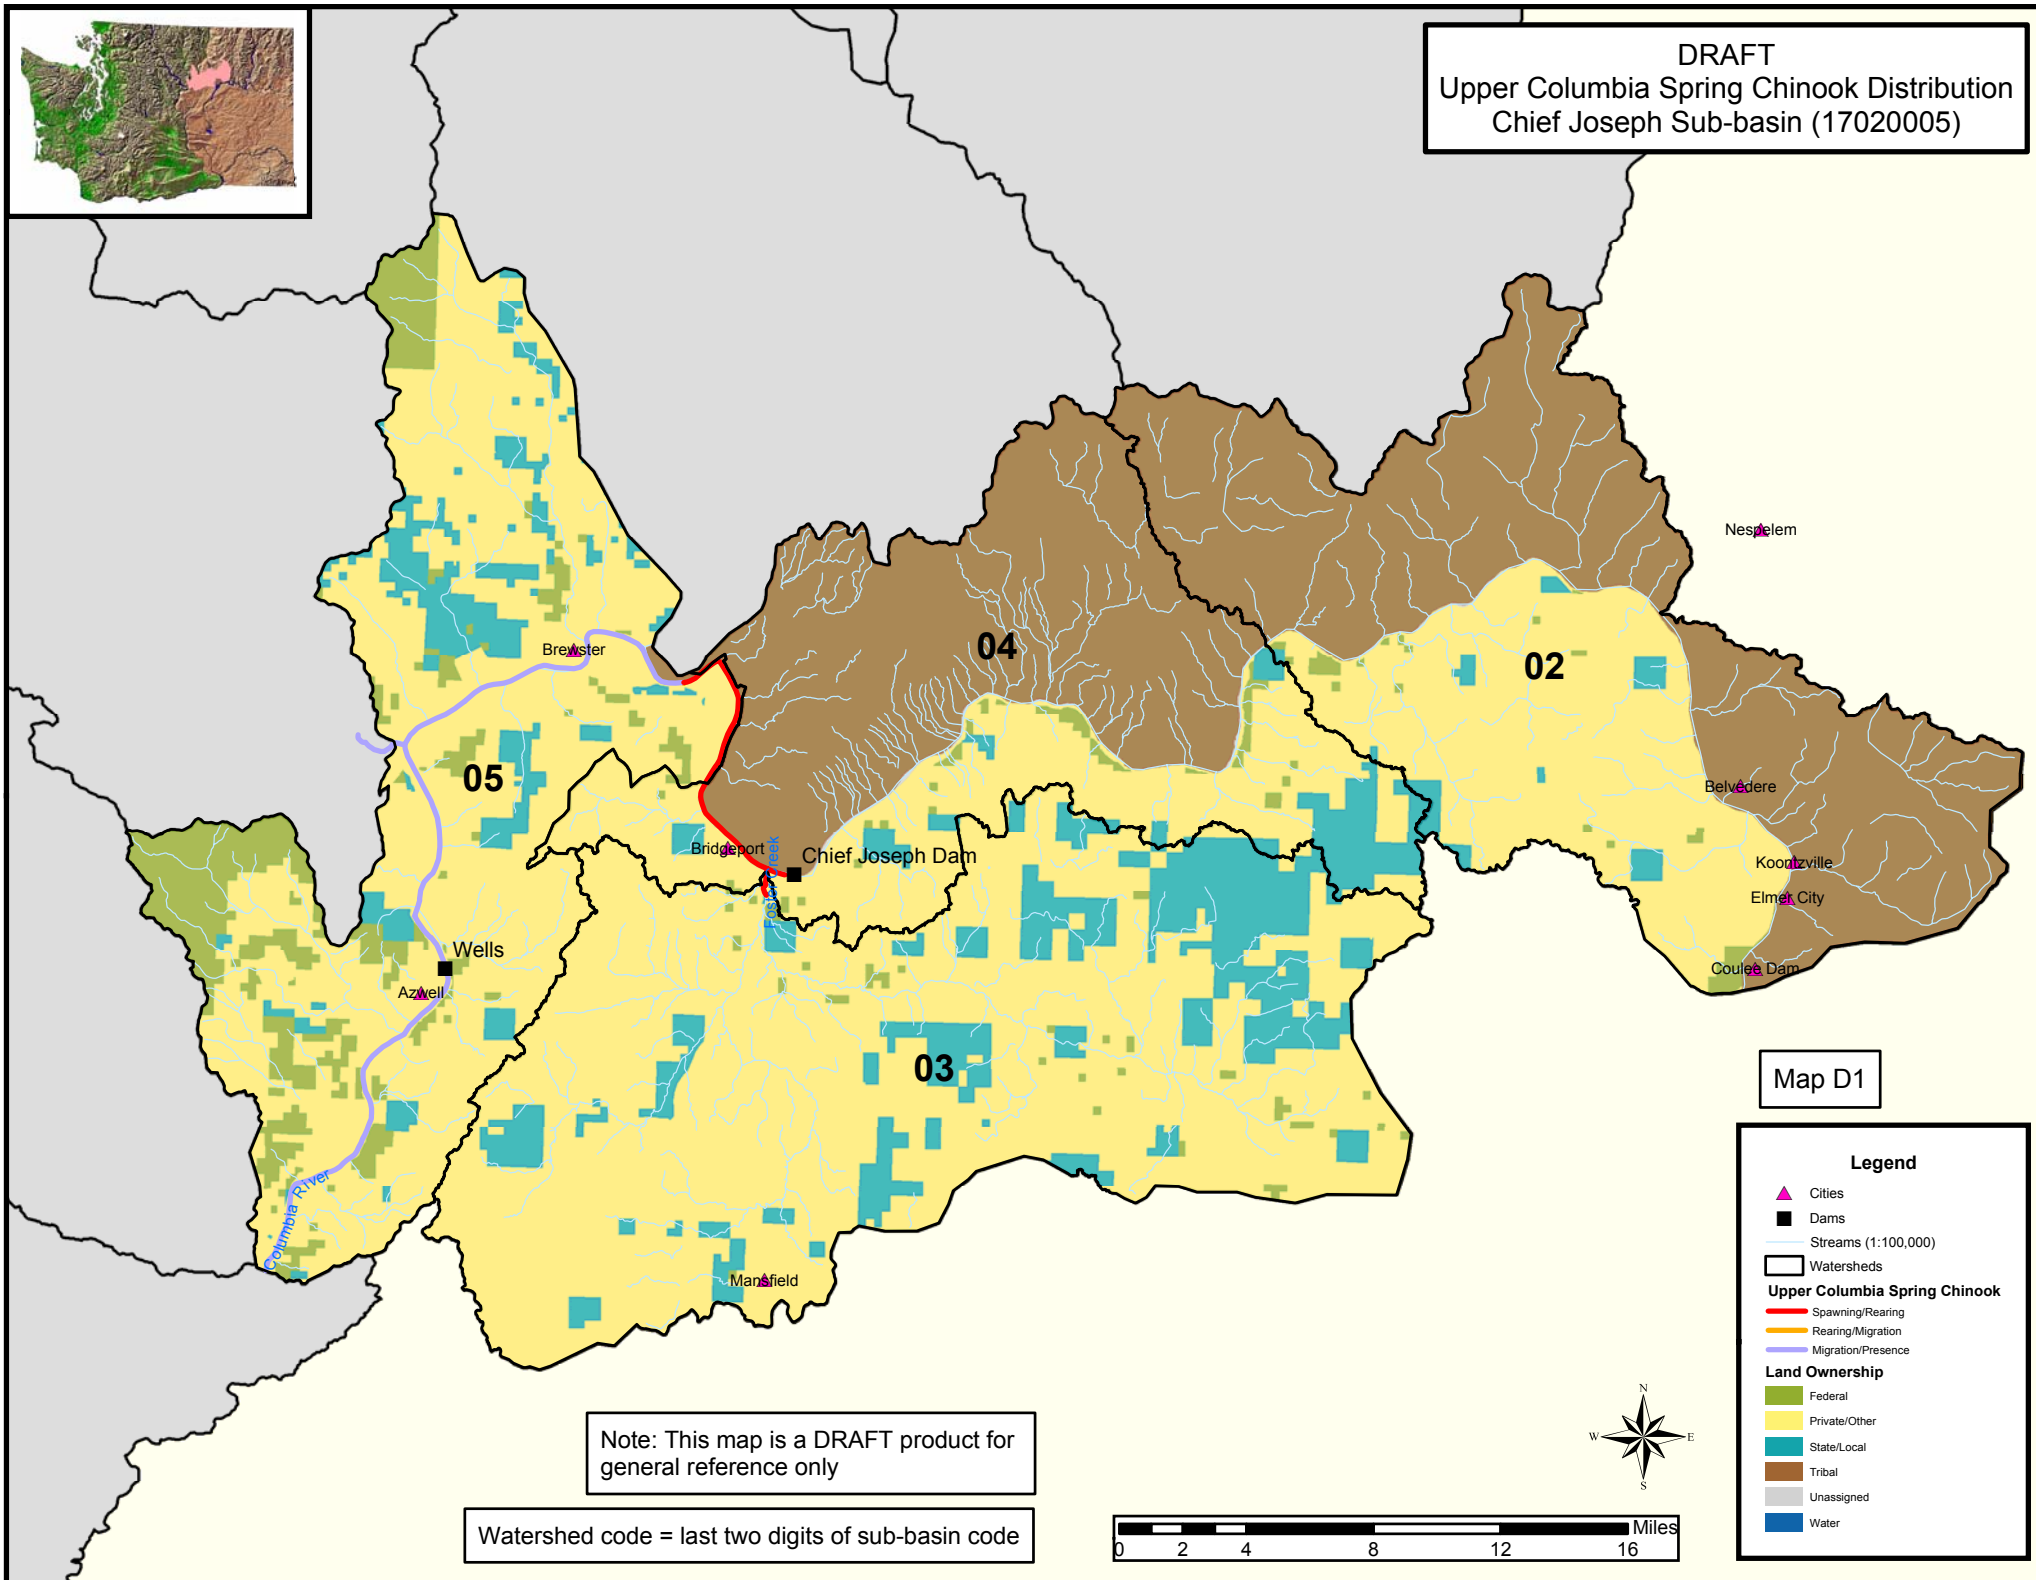 DRAFT
Upper Columbia Spring Chinook Distribution
Chief Joseph Sub-basin (17020005)
Nespelem
04
02
Brewster
05
Belvedere
Bridgeport
Foster Creek
Chief Joseph Dam
Koontzville
Elmer City
Wells
Coulee Dam
Azwell
03
Map D1
Columbia River
Mansfield
Legend
Cities
Dams
Streams (1:100,000)
Watersheds
Upper Columbia Spring Chinook
Spawning/Rearing
Rearing/Migration
Migration/Presence
Land Ownership
Federal
Private/Other
State/Local
Tribal
Unassigned
Water
Note: This map is a DRAFT product for
general reference only
Watershed code = last two digits of sub-basin code
N
W E
S
Miles
0 2 4 8 12 16